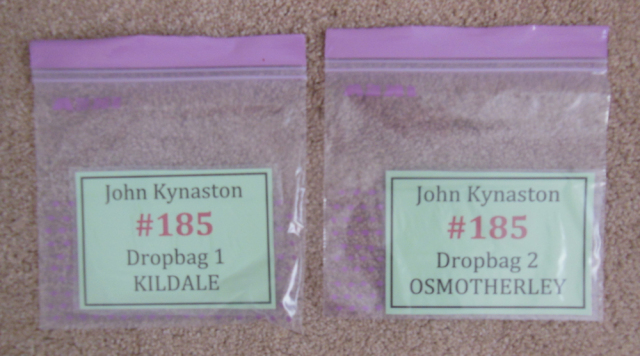 John Kynaston
#185
Dropbag 1
KILDALE
John Kynaston
#185
Dropbag 2
OSMOTHERLEY